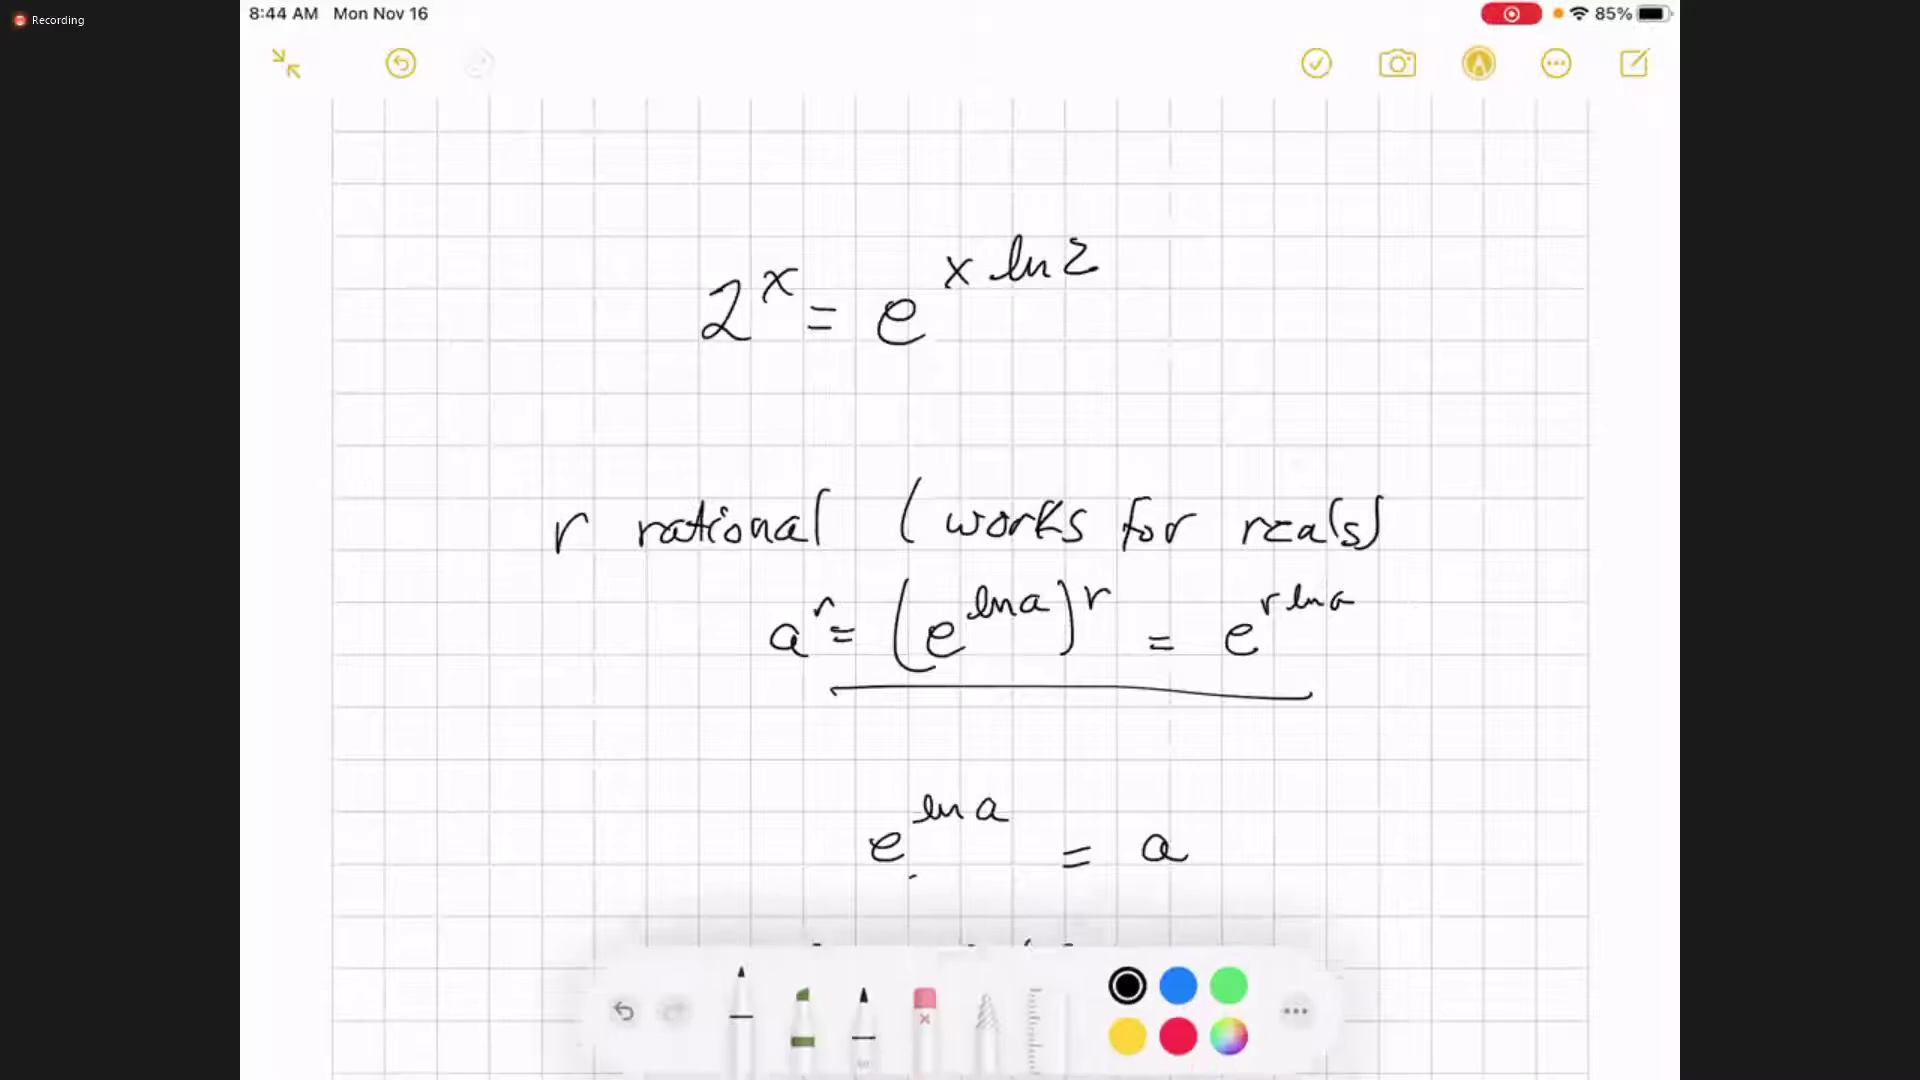 Recording
8:44 AM Mon Nov 16
85%
2^x = e^{x ln 2}
r rational (works for reals)
a^r = (e^{ln a})^r = e^{r ln a}
e^{ln a} = a